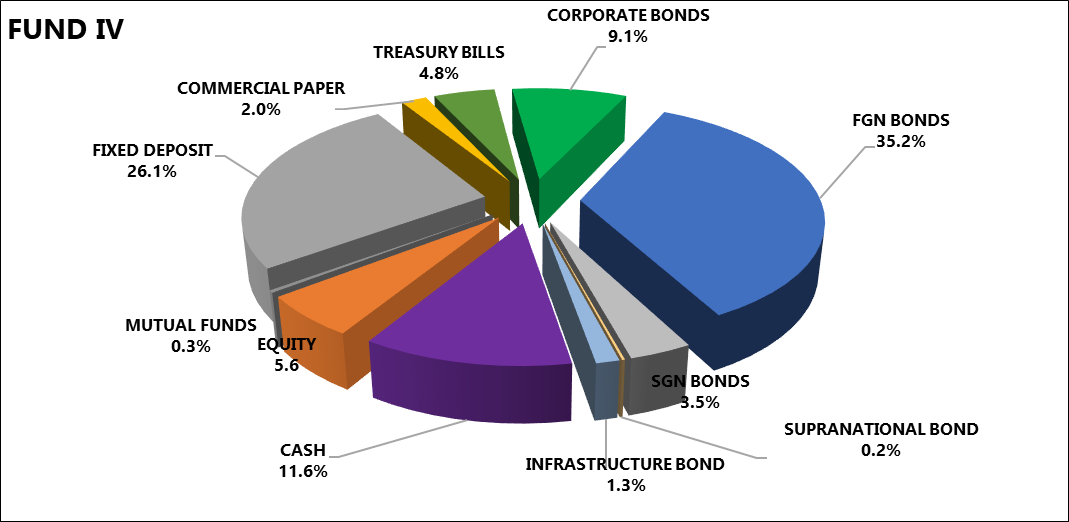 FUND IV
CORPORATE BONDS
9.1%
TREASURY BILLS
4.8%
COMMERCIAL PAPER
2.0%
FGN BONDS
35.2%
FIXED DEPOSIT
26.1%
MUTUAL FUNDS
0.3%
EQUITY
5.6
SGN BONDS
3.5%
SUPRANATIONAL BOND
0.2%
CASH
11.6%
INFRASTRUCTURE BOND
1.3%